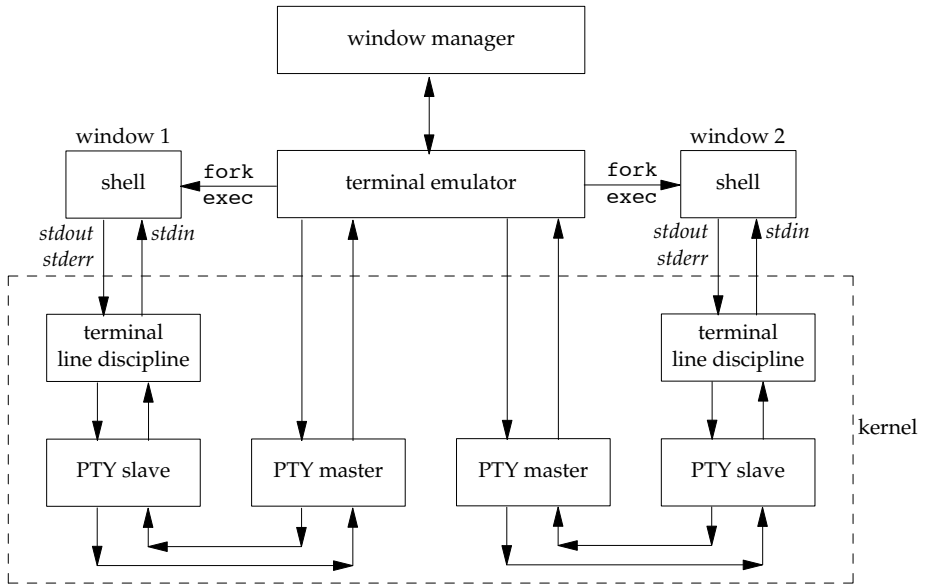 window manager
window 1
window 2
shell
fork
exec
terminal emulator
fork
exec
shell
stdout
stderr
stdin
stdout
stderr
stdin
terminal
line discipline
terminal
line discipline
kernel
PTY slave
PTY master
PTY master
PTY slave